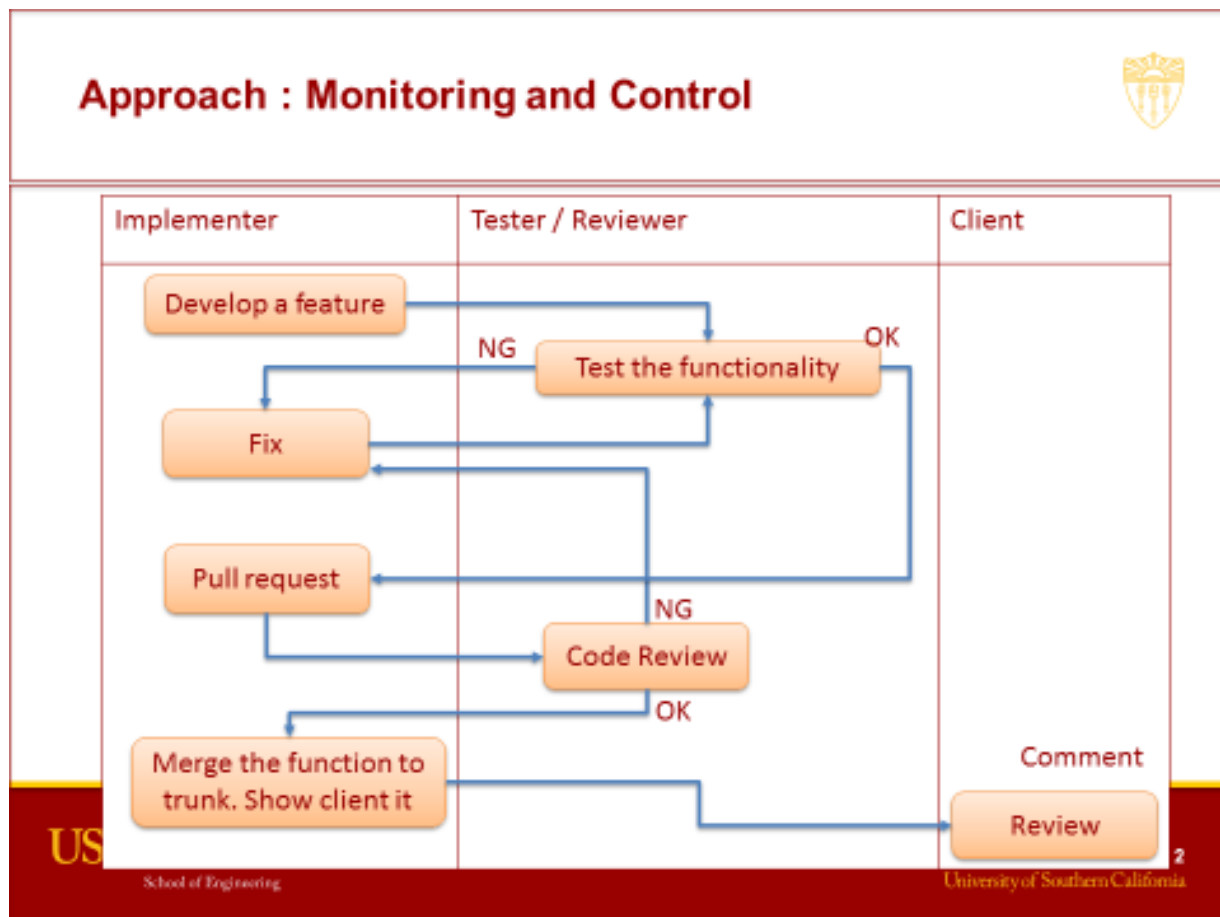 Approach : Monitoring and Control
Implementer
Tester / Reviewer
Client
Develop a feature
NG
OK
Test the functionality
Fix
Pull request
NG
Code Review
OK
Merge the function to
trunk. Show client it
Comment
Review
US
2
School of Engineering
University of Southern California